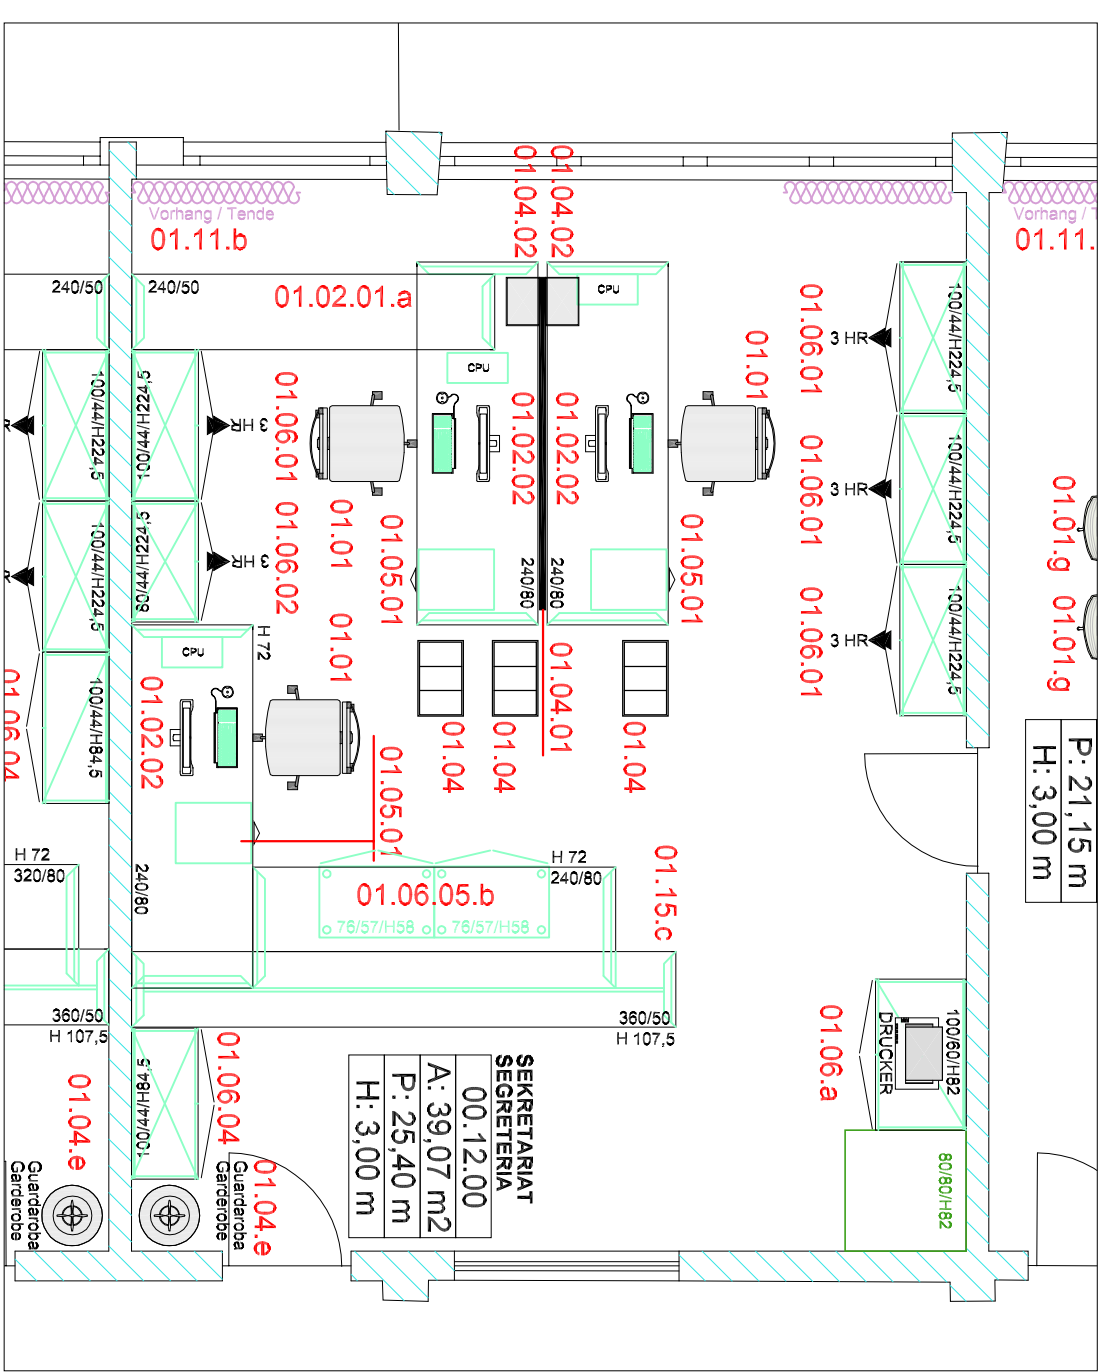 01.04.02
01.04.02
Vorhang / Tende
01.11.b
Vorhang / T
01.11.
240/50
240/50
01.02.01.a
CPU
CPU
01.06.01
3 HR
100/44/H224,5
01.01
01.06.01
3 HR
100/44/H224,5
01.06.01
3 HR
100/44/H224,5
100/44/H224,5
100/44/H224,5
3 HR
01.06.01
01.02.02
01.02.02
100/44/H224,5
80/44/H224,5
3 HR
01.06.02
01.01
01.05.01
240/80
240/80
01.05.01
01.01.g
01.01.g
100/44/H84,5
01.06.04
H 72
CPU
01.02.02
01.01
01.04.01
01.04
01.04
01.04
01.05.01
P: 21,15 m
H: 3,00 m
H 72
320/80
240/80
H 72
240/80
01.06.05.b
76/57/H58
76/57/H58
01.15.c
360/50
H 107,5
360/50
H 107,5
100/44/H84,5
01.06.04
01.04.e
01.04.e
Guardaroba
Garderobe
Guardaroba
Garderobe
SEKRETARIAT
SEGRETERIA
00.12.00
A: 39,07 m2
P: 25,40 m
H: 3,00 m
01.06.a
DRUCKER
100/60/H82
80/80/H82